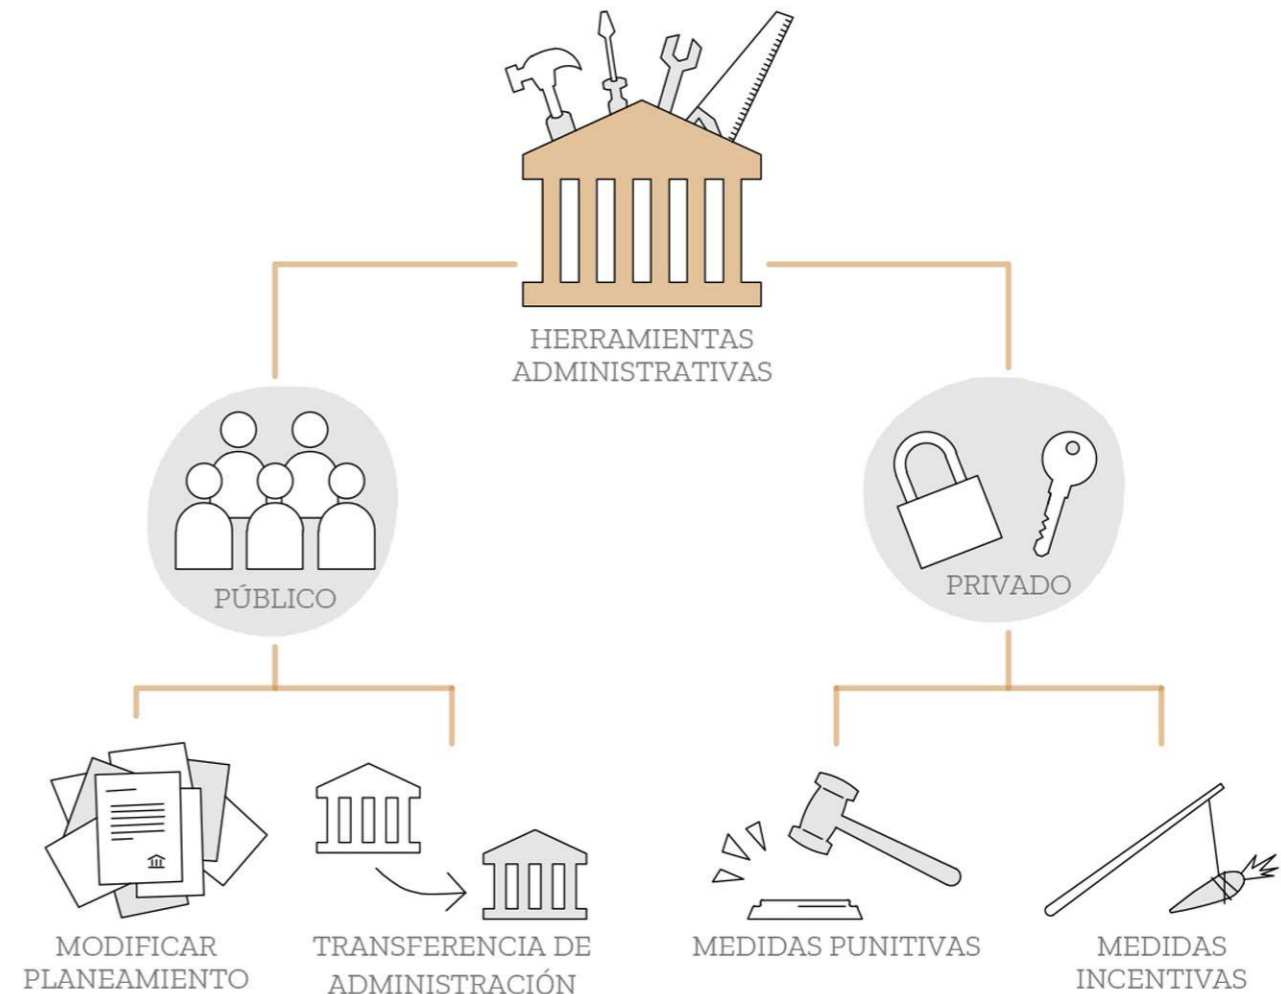 HERRAMIENTAS
ADMINISTRATIVAS
PÚBLICO
PRIVADO
MODIFICAR
PLANEAMIENTO
TRANSFERENCIA DE
ADMINISTRACIÓN
MEDIDAS PUNITIVAS
MEDIDAS
INCENTIVAS